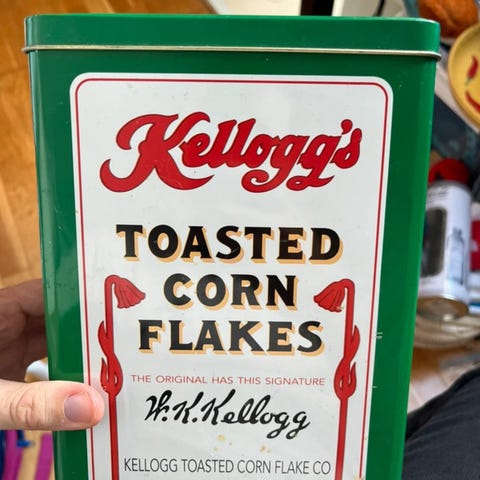 Kellogg's
TOASTED
CORN
FLAKES
THE ORIGINAL HAS THIS SIGNATURE
W.K.Kellogg
KELLOGG TOASTED CORN FLAKE CO